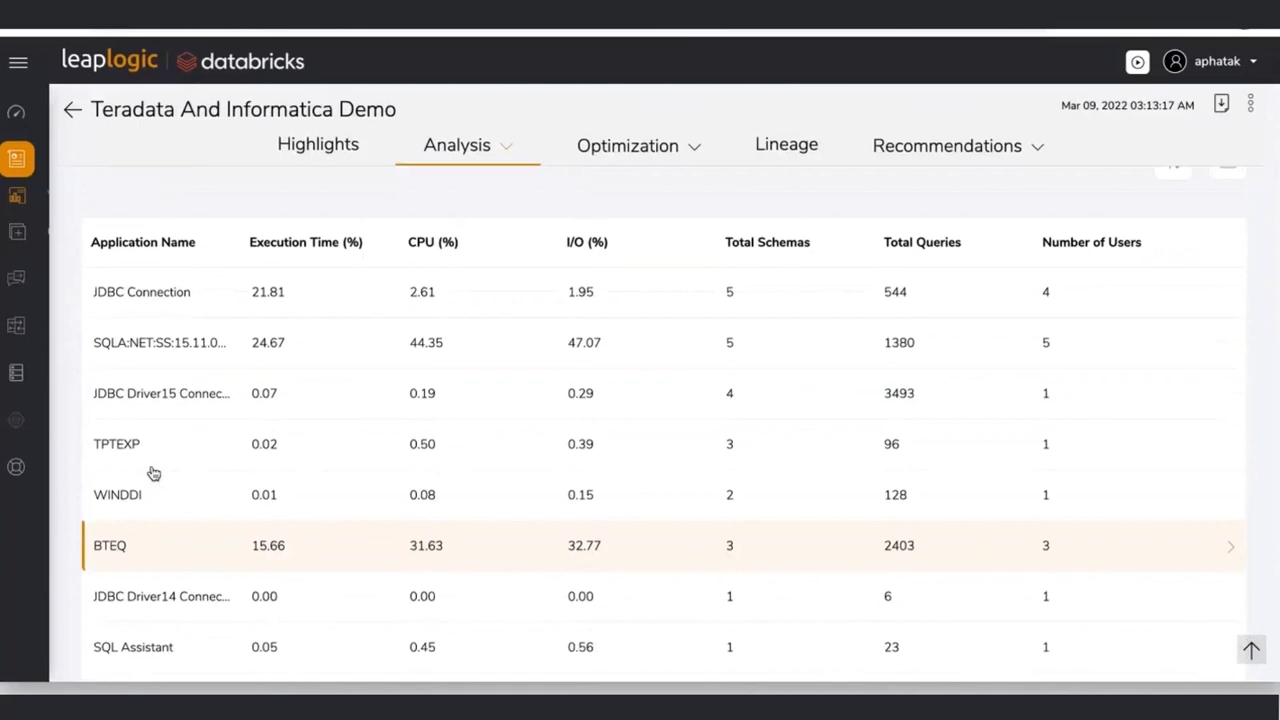 leaplogic | databricks
aphatak
Teradata And Informatica Demo
Mar 09, 2022 03:13:17 AM
Highlights Analysis Optimization Lineage Recommendations
Application Name Execution Time (%) CPU (%) I/O (%) Total Schemas Total Queries Number of Users
JDBC Connection 21.81 2.61 1.95 5 544 4
SQLA:NET:SS:15.11.0... 24.67 44.35 47.07 5 1380 5
JDBC Driver15 Connec... 0.07 0.19 0.29 4 3493 1
TPTEXP 0.02 0.50 0.39 3 96 1
WINDDI 0.01 0.08 0.15 2 128 1
BTEQ 15.66 31.63 32.77 3 2403 3
JDBC Driver14 Connec... 0.00 0.00 0.00 1 6 1
SQL Assistant 0.05 0.45 0.56 1 23 1